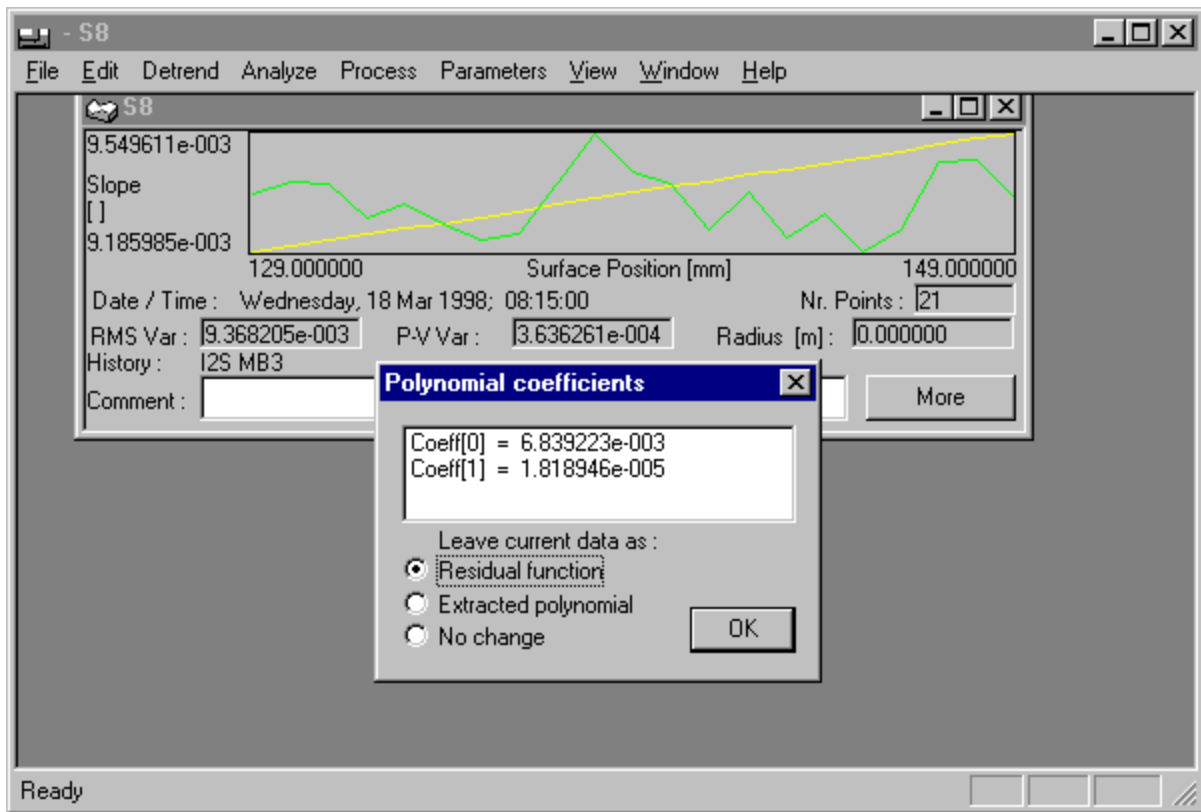 - S8
File Edit Detrend Analyze Process Parameters View Window Help
S8
9.549611e-003
Slope
[ ]
9.185985e-003
129.000000 Surface Position [mm] 149.000000
Date / Time : Wednesday, 18 Mar 1998; 08:15:00 Nr. Points : 21
RMS Var : 9.368205e-003 P-V Var : 3.636261e-004 Radius [m] : 0.000000
History : I2S MB3
Comment : More
Polynomial coefficients
Coeff[0] = 6.839223e-003
Coeff[1] = 1.818946e-005
Leave current data as :
Residual function
Extracted polynomial
No change
OK
Ready